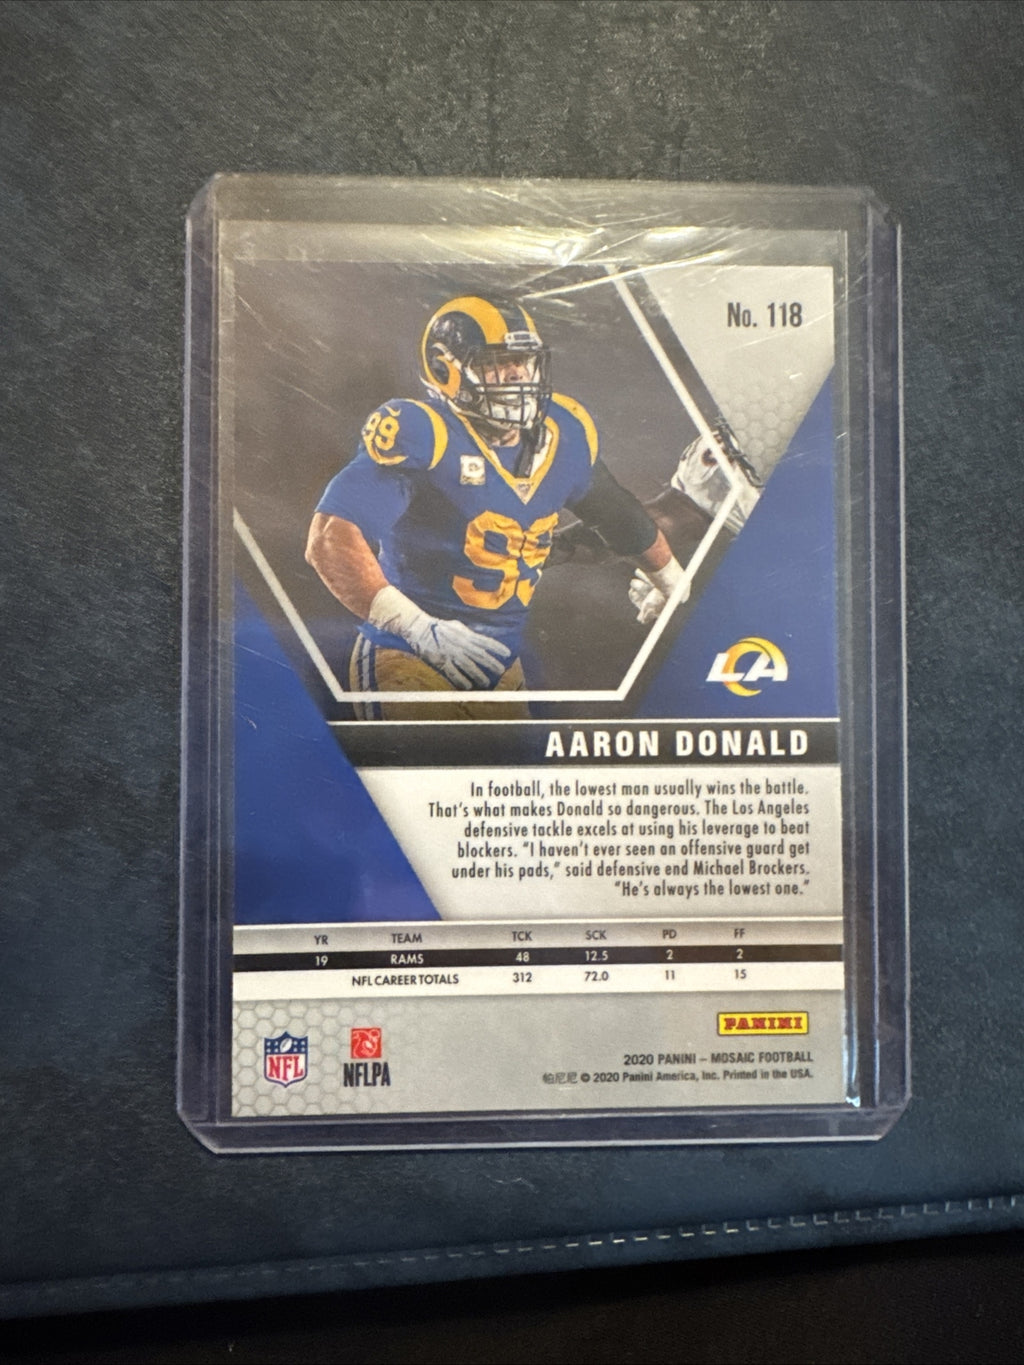 No. 118
99
99
LA
AARON DONALD
In football, the lowest man usually wins the battle.
That's what makes Donald so dangerous. The Los Angeles
defensive tackle excels at using his leverage to beat
blockers. "I haven't ever seen an offensive guard get
under his pads," said defensive end Michael Brockers.
"He's always the lowest one."
YR TEAM TCK SCK PD FF
19 RAMS 48 12.5 2 2
NFL CAREER TOTALS 312 72.0 11 15
PANINI
NFL
NFLPA
2020 PANINI – MOSAIC FOOTBALL
帕尼尼 © 2020 Panini America, Inc. Printed in the USA.